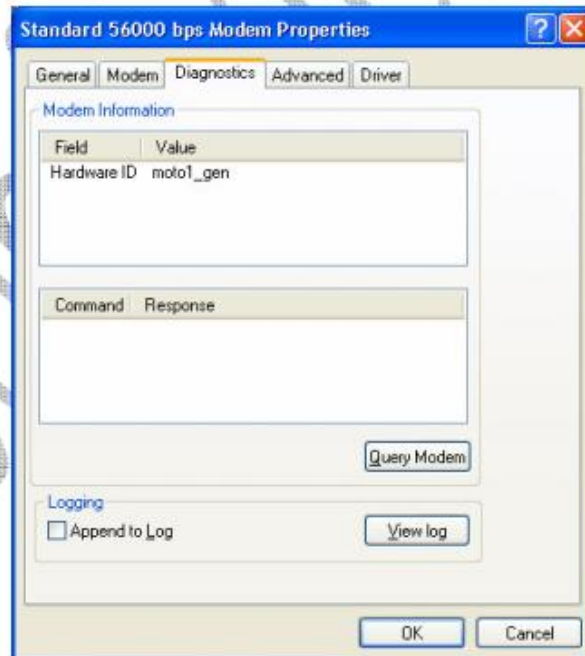 Standard 56000 bps Modem Properties
General Modem Diagnostics Advanced Driver
Modem Information
Field Value
Hardware ID moto1_gen
Command Response
Query Modem
Logging
Append to Log View log
OK Cancel